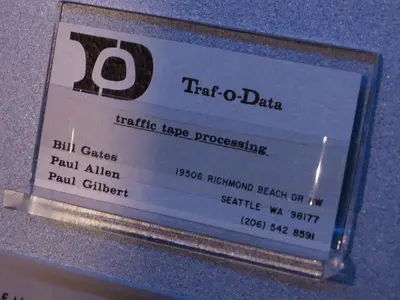 Traf-o-Data
traffic tape processing
Bill Gates
Paul Allen
Paul Gilbert
19506 RICHMOND BEACH DR NW
SEATTLE WA 98177
(206) 542 8591